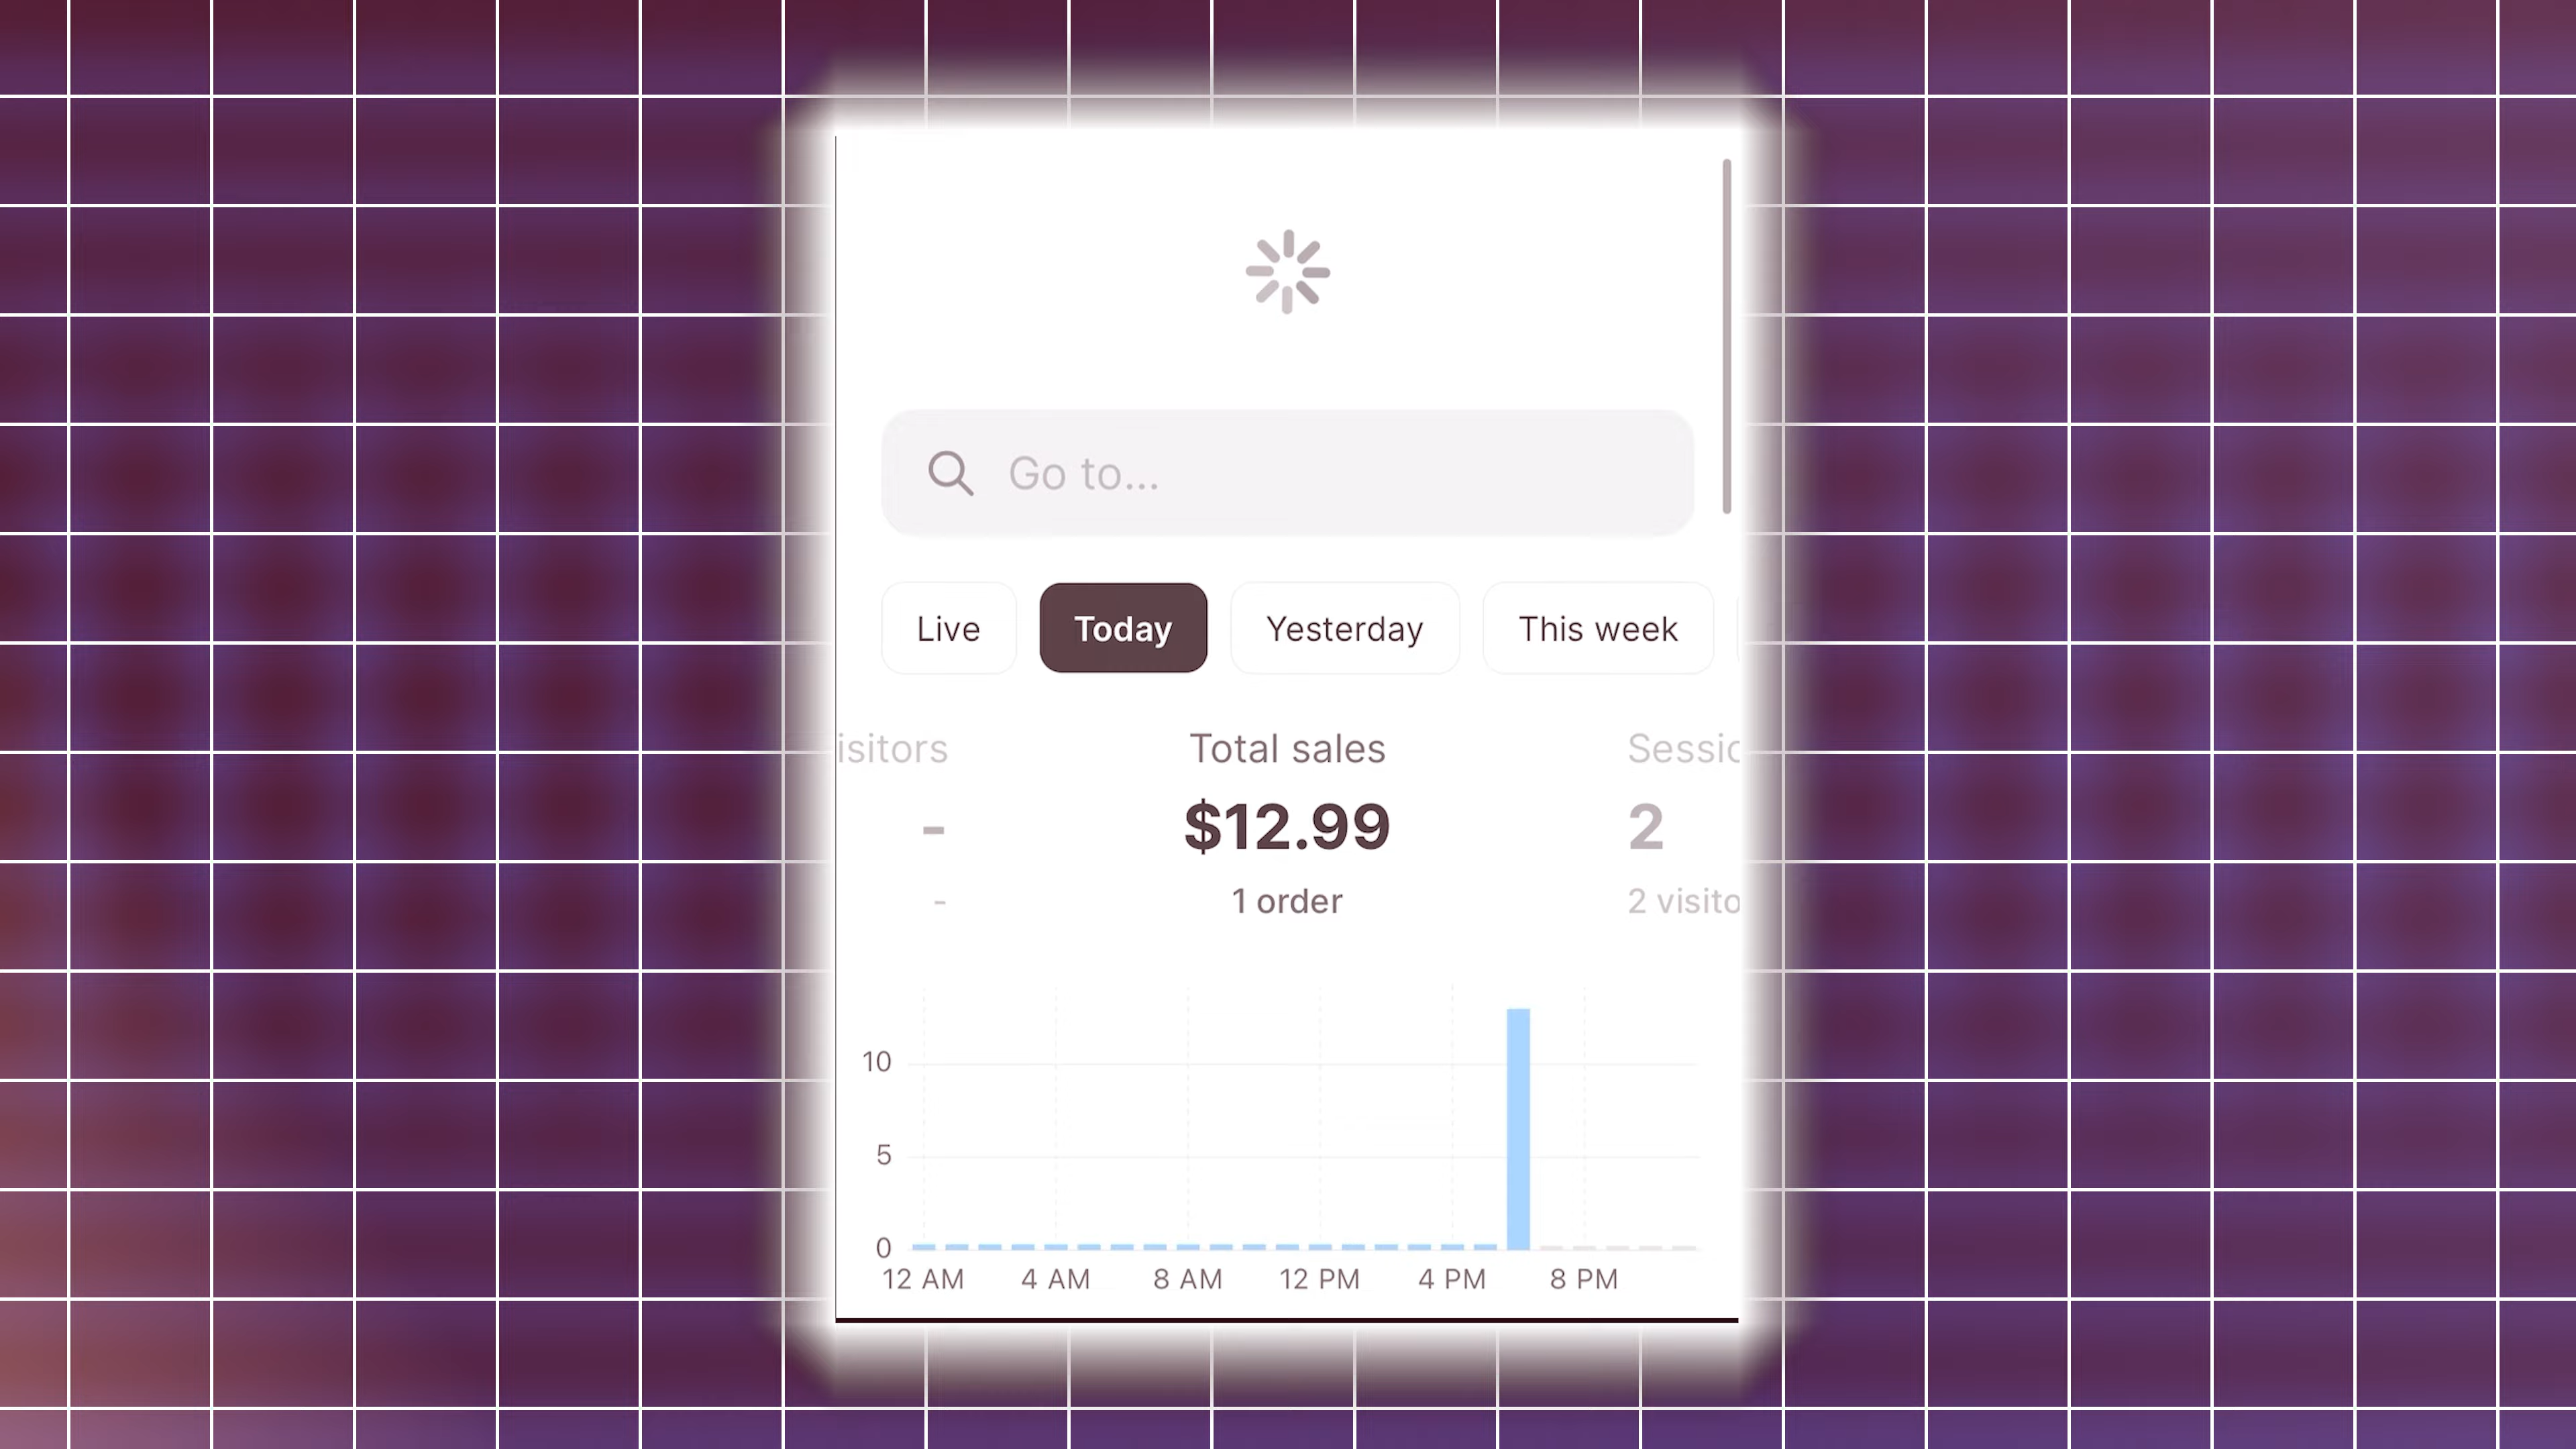 Go to...
Live Today Yesterday This week
isitors Total sales Sessio
- $12.99 2
- 1 order 2 visito
10
5
0
12 AM 4 AM 8 AM 12 PM 4 PM 8 PM